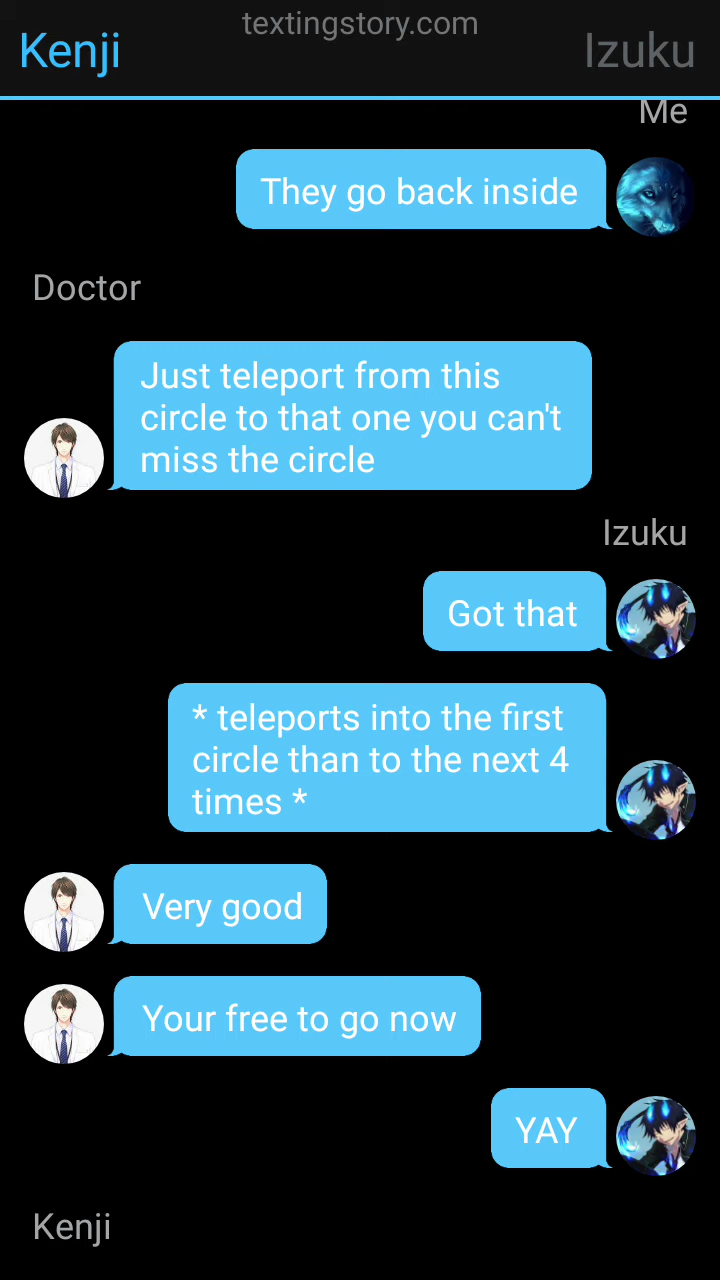 textingstory.com
Kenji
Izuku
Me
They go back inside
Doctor
Just teleport from this
circle to that one you can't
miss the circle
Izuku
Got that
* teleports into the first
circle than to the next 4
times *
Very good
Your free to go now
YAY
Kenji